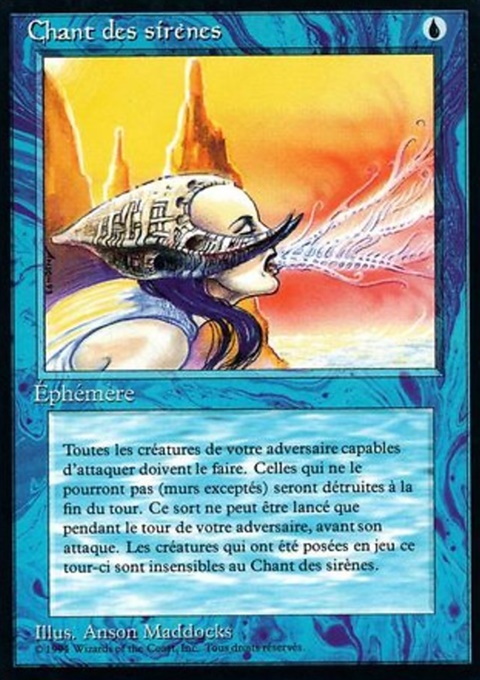 Chant des sirènes
Éphémère
Toutes les créatures de votre adversaire capables
d'attaquer doivent le faire. Celles qui ne le
pourront pas (murs exceptés) seront détruites à la
fin du tour. Ce sort ne peut être lancé que
pendant le tour de votre adversaire, avant son
attaque. Les créatures qui ont été posées en jeu ce
tour-ci sont insensibles au Chant des sirènes.
Illus. Anson Maddocks
Wizards of the Coast, Inc. Tous droits réservés.